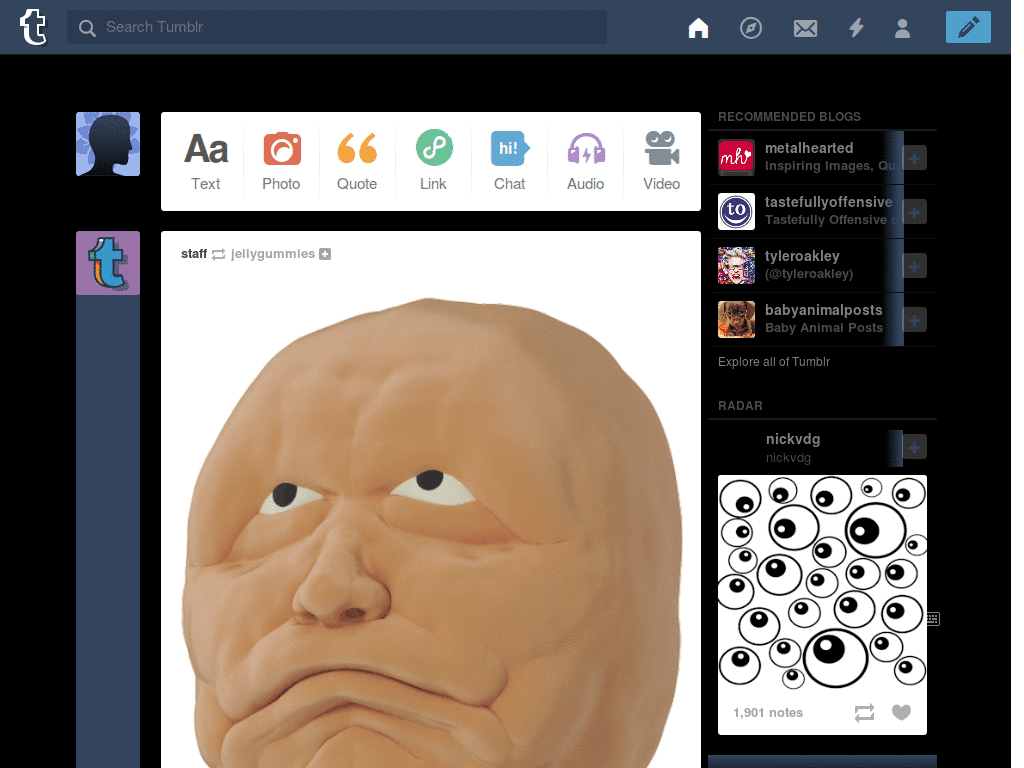 t
Search Tumblr
Aa
hi!
Text
Photo
Quote
Link
Chat
Audio
Video
t
staff jellygummies
RECOMMENDED BLOGS
mh
metalhearted
Inspiring Images, Qu
to
tastefullyoffensive
Tastefully Offensive
tyleroakley
(@tyleroakley)
babyanimalposts
Baby Animal Posts
Explore all of Tumblr
RADAR
nickvdg
nickvdg
1,901 notes